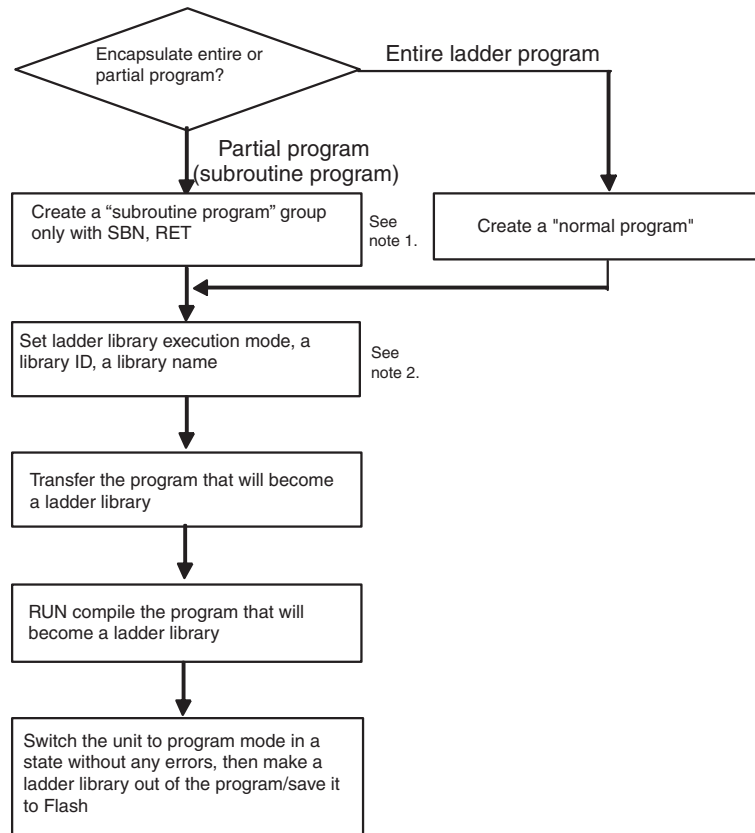 Encapsulate entire or
partial program?
Entire ladder program
Partial program
(subroutine program)
Create a “subroutine program” group
only with SBN, RET
See
note 1.
Create a "normal program"
Set ladder library execution mode, a
library ID, a library name
See
note 2.
Transfer the program that will become
a ladder library
RUN compile the program that will
become a ladder library
Switch the unit to program mode in a
state without any errors, then make a
ladder library out of the program/save it
to Flash